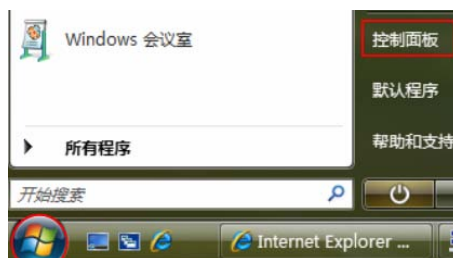 Windows 会议室
控制面板
默认程序
所有程序
帮助和支持
开始搜索
Internet Explorer ...